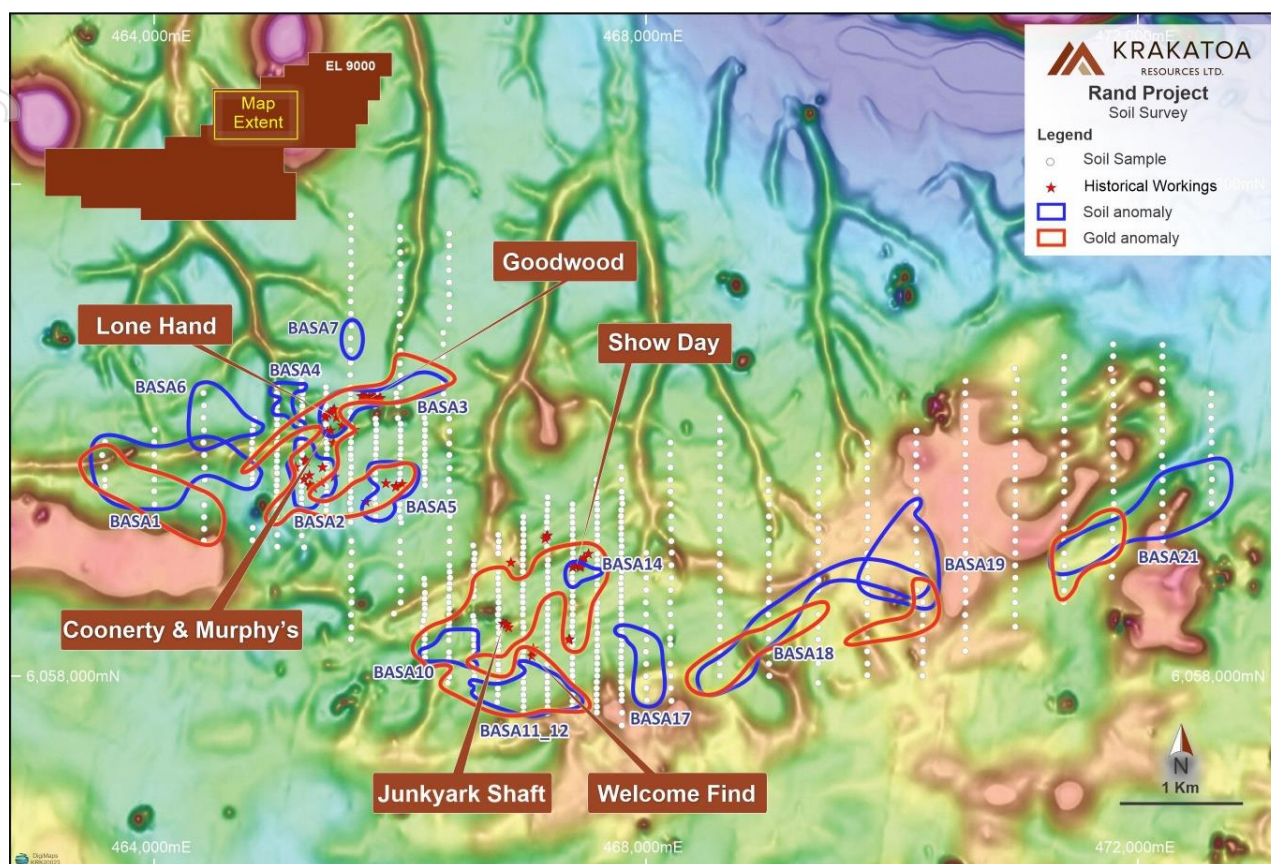 464,000mE
468,000mE
472,000mE
EL 9000
Map
Extent
KRAKATOA
RESOURCES LTD.
Rand Project
Soil Survey
Legend
Soil Sample
Historical Workings
Soil anomaly
Gold anomaly
Goodwood
Lone Hand
Show Day
BASA7
BASA4
BASA6
BASA3
BASA1
BASA2
BASA5
BASA14
BASA19
BASA21
Coonerty & Murphy's
BASA10
BASA18
6,058,000mN
6,058,000mN
BASA11_12
BASA17
Junkyark Shaft
Welcome Find
N
1 Km
464,000mE
468,000mE
472,000mE
DigiMaps